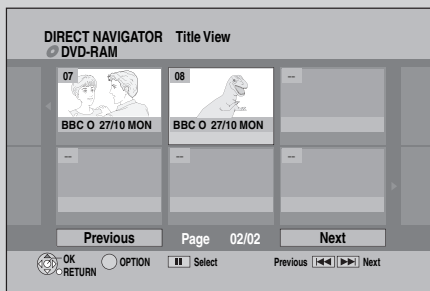 DIRECT NAVIGATOR Title View
DVD-RAM
07 08 --
BBC O 27/10 MON BBC O 27/10 MON
-- -- --
Previous Page 02/02 Next
OK OPTION Select Previous Next
RETURN